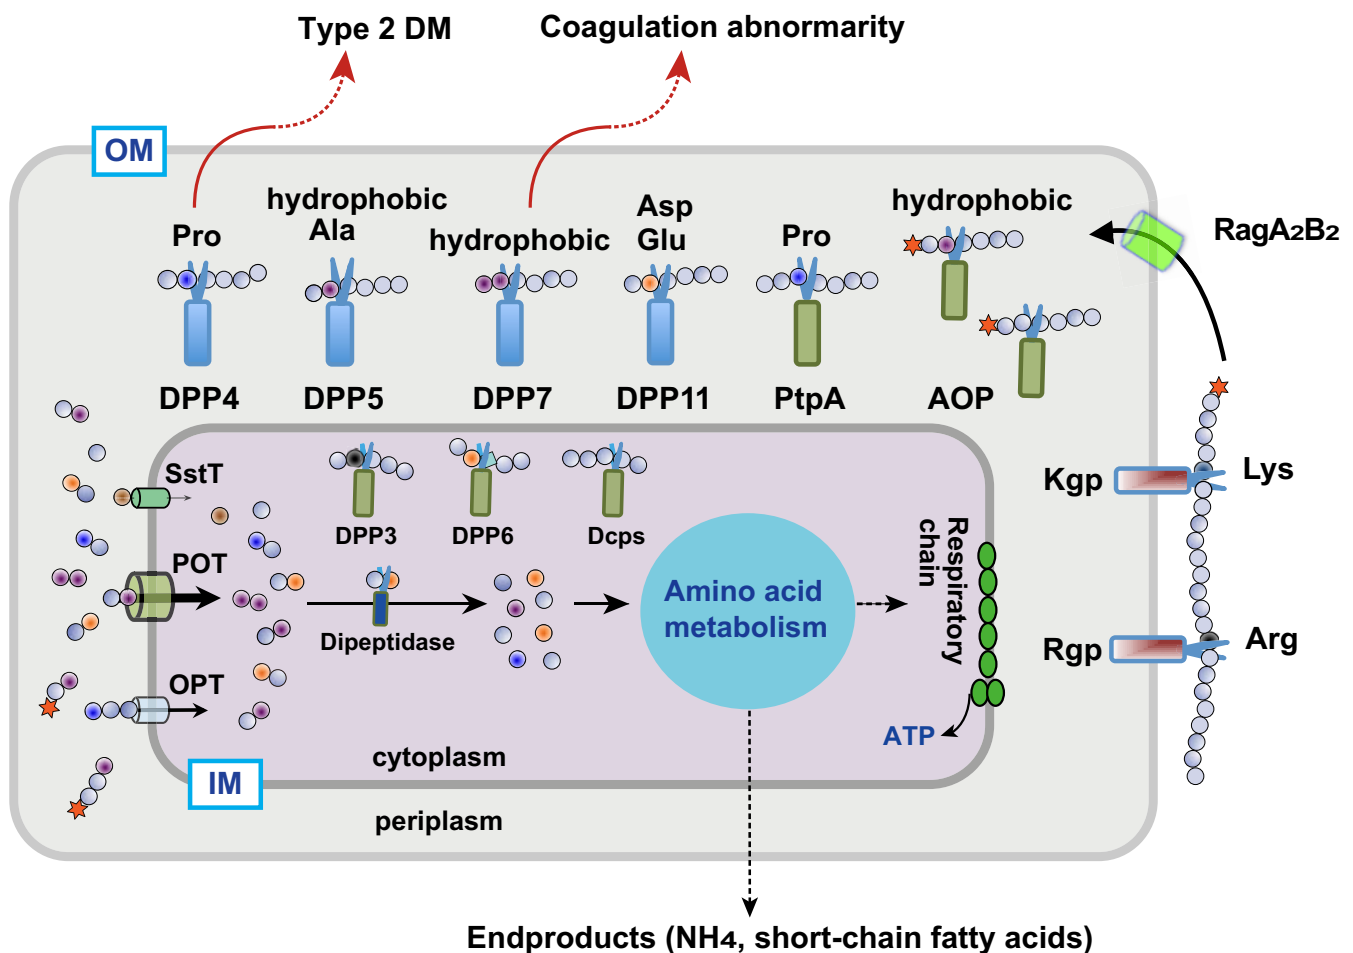 Type 2 DM
Coagulation abnormarity
OM
Pro
hydrophobic
Ala
hydrophobic
Asp
Glu
Pro
hydrophobic
RagA₂B₂
DPP4
DPP5
DPP7
DPP11
PtpA
AOP
SstT
POT
OPT
DPP3
DPP6
Dcps
Dipeptidase
Amino acid
metabolism
Respiratory
chain
ATP
Kgp
Lys
Rgp
Arg
cytoplasm
IM
periplasm
Endproducts (NH₄, short-chain fatty acids)